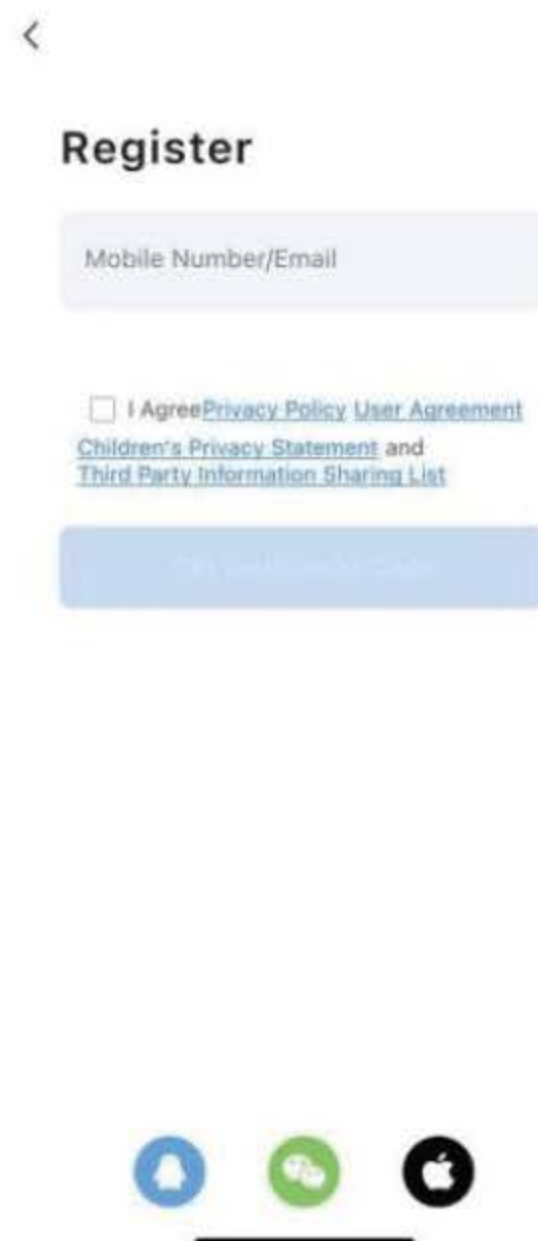 Register
Mobile Number/Email
I AgreePrivacy Policy User Agreement
Children's Privacy Statement and
Third Party Information Sharing List